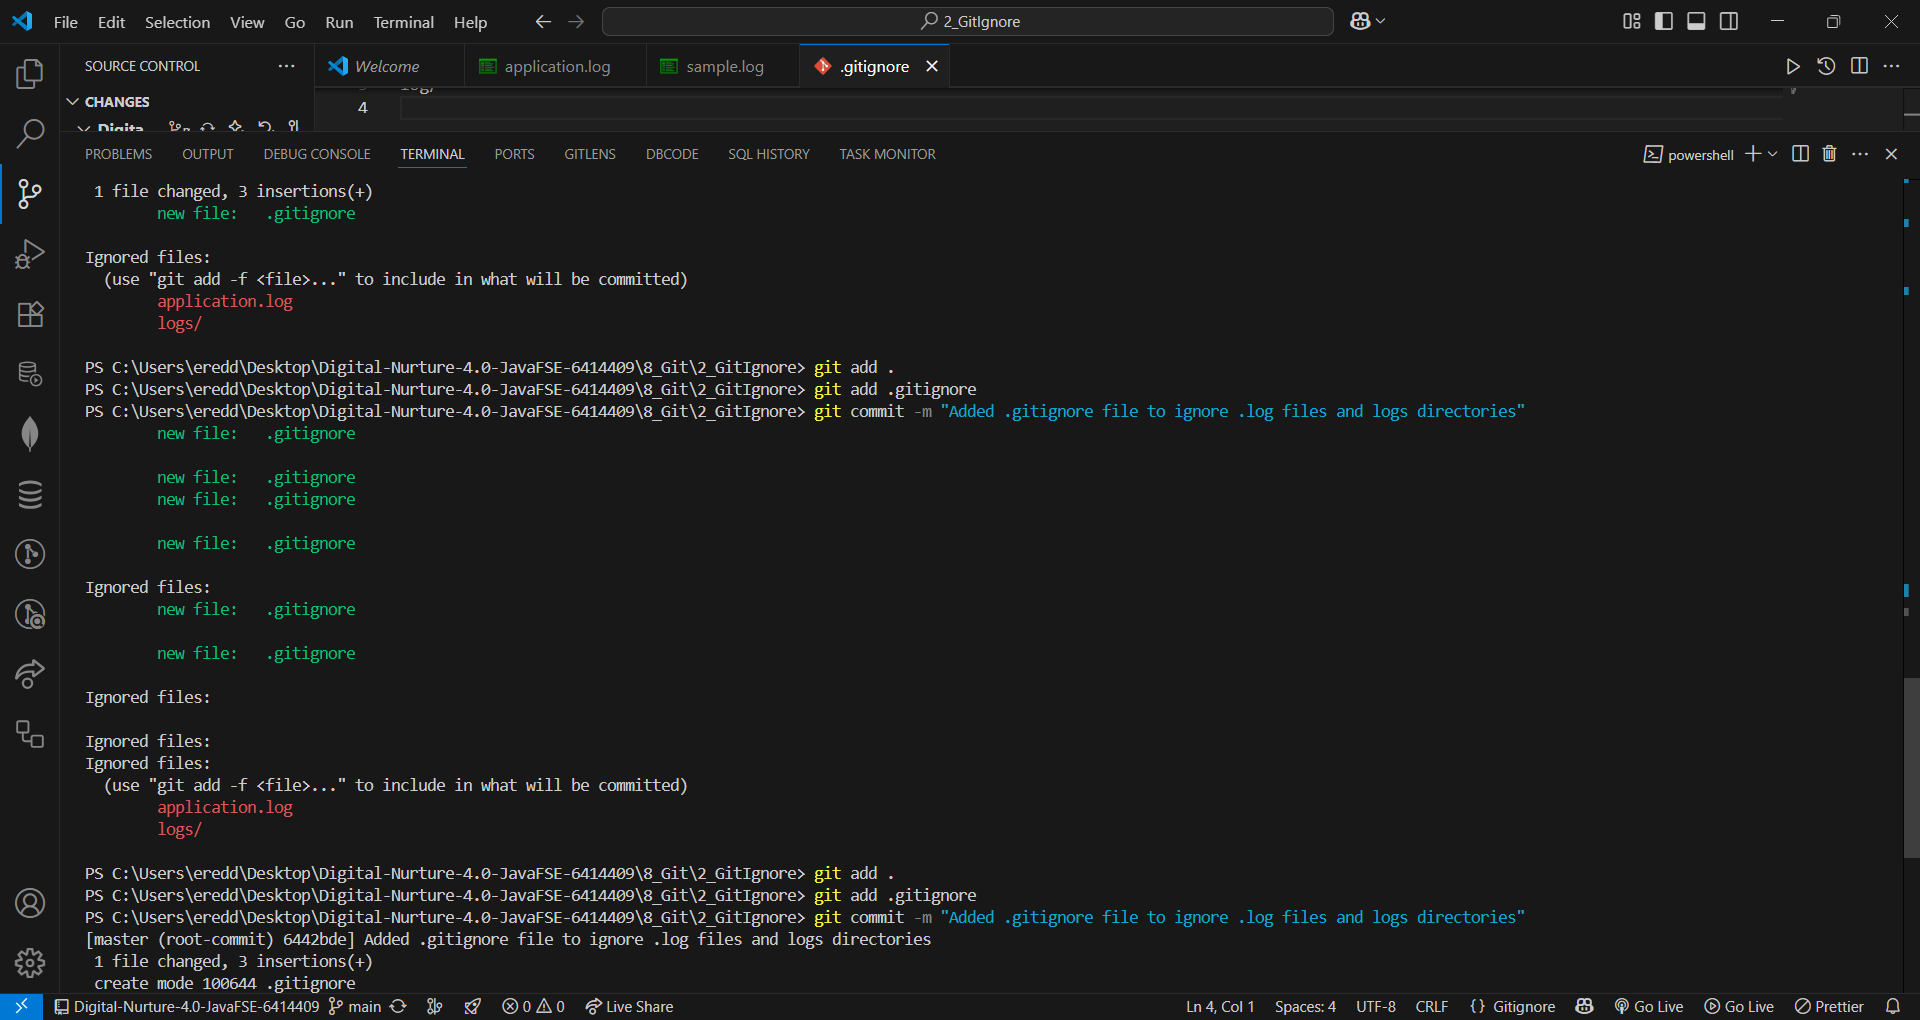 File Edit Selection View Go Run Terminal Help
2_GitIgnore
SOURCE CONTROL
Welcome application.log sample.log .gitignore
CHANGES
4
Digita
PROBLEMS OUTPUT DEBUG CONSOLE TERMINAL PORTS GITLENS DBCODE SQL HISTORY TASK MONITOR
powershell
1 file changed, 3 insertions(+)
new file: .gitignore
Ignored files:
(use "git add -f <file>..." to include in what will be committed)
application.log
logs/
PS C:\Users\eredd\Desktop\Digital-Nurture-4.0-JavaFSE-6414409\8_Git\2_GitIgnore> git add .
PS C:\Users\eredd\Desktop\Digital-Nurture-4.0-JavaFSE-6414409\8_Git\2_GitIgnore> git add .gitignore
PS C:\Users\eredd\Desktop\Digital-Nurture-4.0-JavaFSE-6414409\8_Git\2_GitIgnore> git commit -m "Added .gitignore file to ignore .log files and logs directories"
new file: .gitignore
new file: .gitignore
new file: .gitignore
new file: .gitignore
Ignored files:
new file: .gitignore
new file: .gitignore
Ignored files:
Ignored files:
Ignored files:
(use "git add -f <file>..." to include in what will be committed)
application.log
logs/
PS C:\Users\eredd\Desktop\Digital-Nurture-4.0-JavaFSE-6414409\8_Git\2_GitIgnore> git add .
PS C:\Users\eredd\Desktop\Digital-Nurture-4.0-JavaFSE-6414409\8_Git\2_GitIgnore> git add .gitignore
PS C:\Users\eredd\Desktop\Digital-Nurture-4.0-JavaFSE-6414409\8_Git\2_GitIgnore> git commit -m "Added .gitignore file to ignore .log files and logs directories"
[master (root-commit) 6442bde] Added .gitignore file to ignore .log files and logs directories
1 file changed, 3 insertions(+)
create mode 100644 .gitignore
Digital-Nurture-4.0-JavaFSE-6414409 main 0 0 Live Share Ln 4, Col 1 Spaces: 4 UTF-8 CRLF {} Gitignore Go Live Go Live Prettier